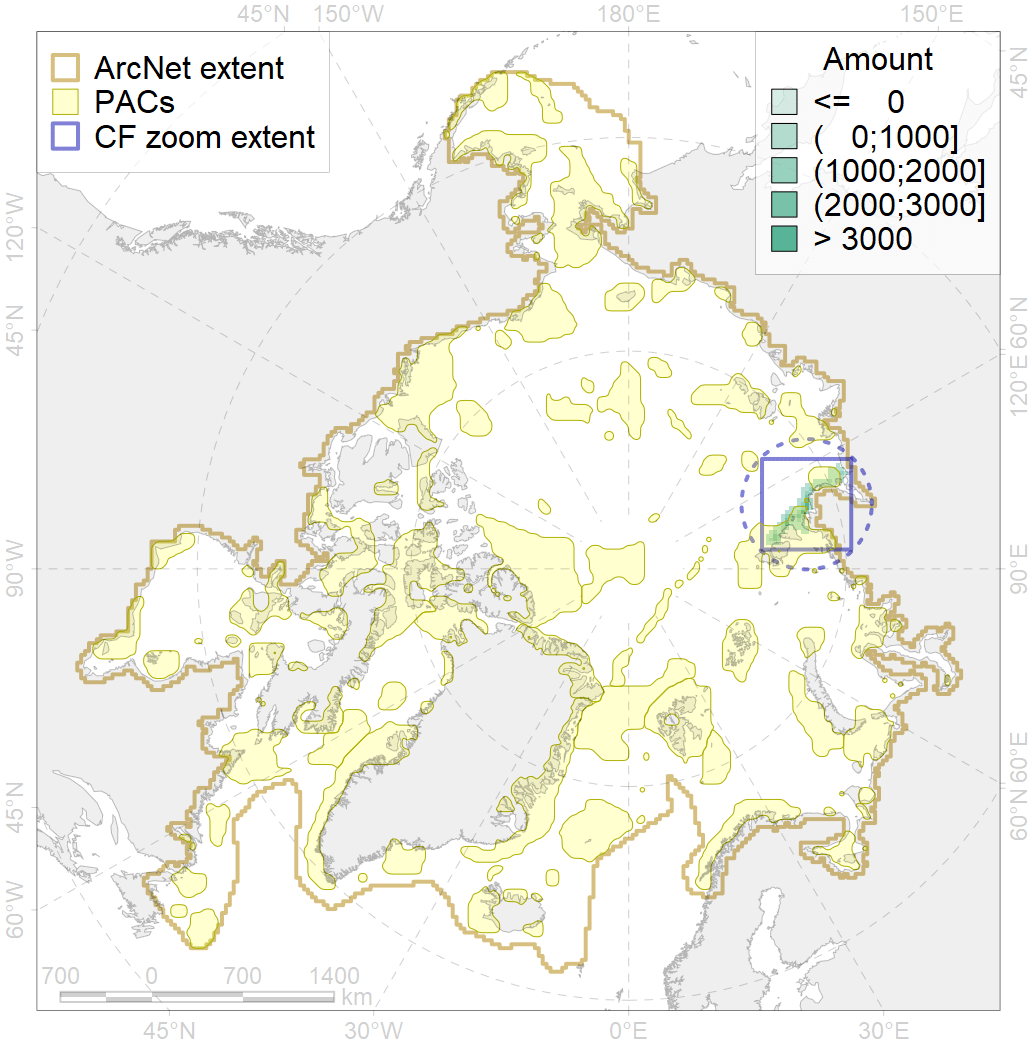 45°N 150°W 180°E 150°E
ArcNet extent
PACs
CF zoom extent
Amount
<= 0
( 0;1000]
(1000;2000]
(2000;3000]
> 3000
45°N
120°W
45°N
60°N
120°E
90°W
90°E
45°N
60°W
60°E
60°N
700 0 700 1400
km
45°N 30°W 0°E 30°E